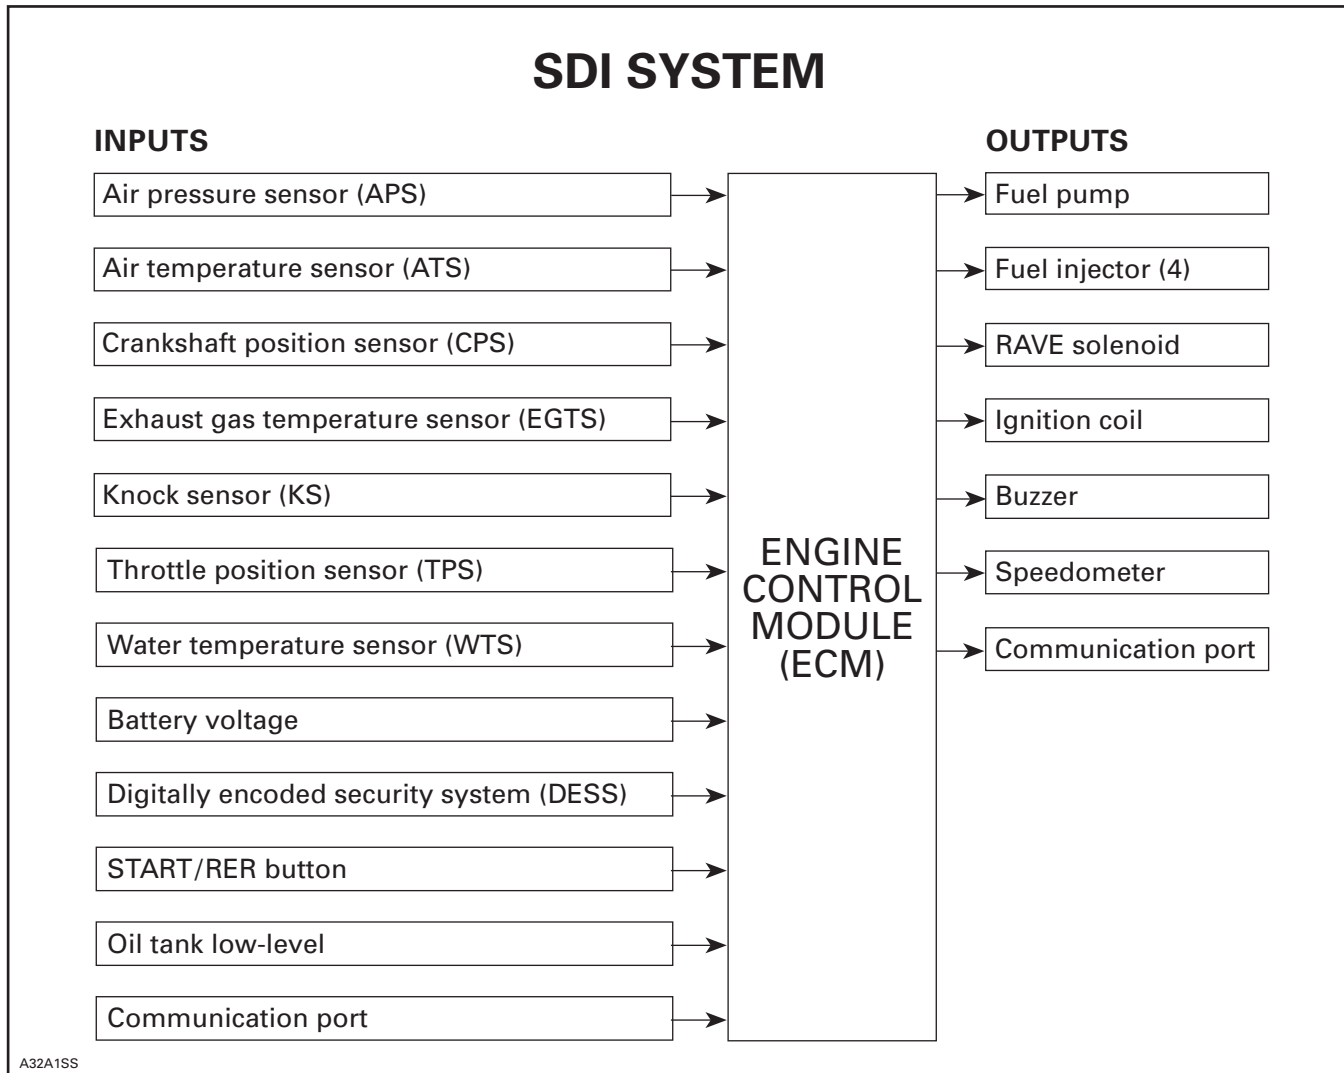 SDI SYSTEM
INPUTS
Air pressure sensor (APS)
Air temperature sensor (ATS)
Crankshaft position sensor (CPS)
Exhaust gas temperature sensor (EGTS)
Knock sensor (KS)
Throttle position sensor (TPS)
Water temperature sensor (WTS)
Battery voltage
Digitally encoded security system (DESS)
START/RER button
Oil tank low-level
Communication port
ENGINE
CONTROL
MODULE
(ECM)
OUTPUTS
Fuel pump
Fuel injector (4)
RAVE solenoid
Ignition coil
Buzzer
Speedometer
Communication port
A32A1SS